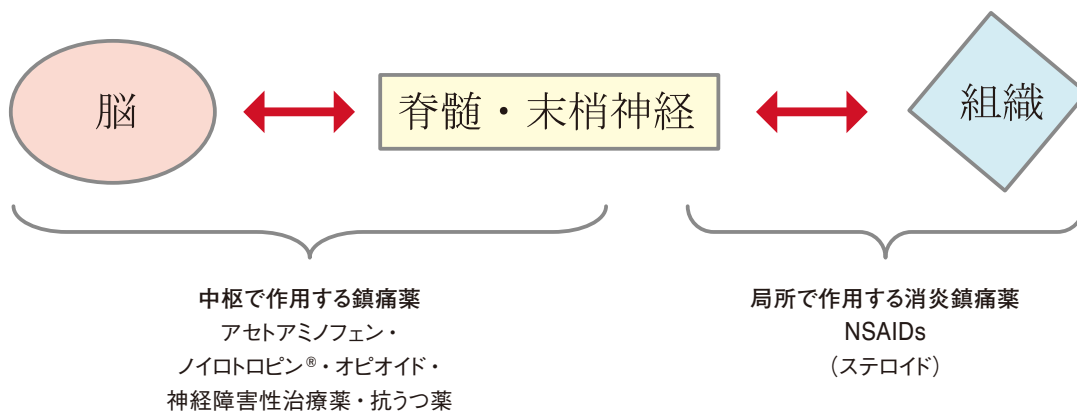 脳
脊髄・末梢神経
組織
中枢で作用する鎮痛薬
アセトアミノフェン・
ノイロトロピン®・オピオイド・
神経障害性治療薬・抗うつ薬
局所で作用する消炎鎮痛薬
NSAIDs
（ステロイド）